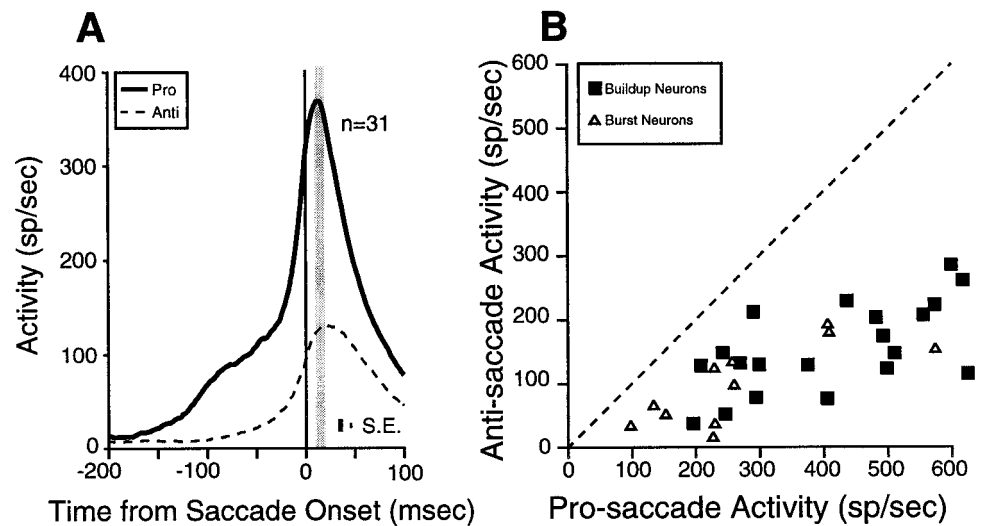 A
400
300
200
100
0
Activity (sp/sec)
Pro
Anti
n=31
S.E.
-200
-100
0
100
Time from Saccade Onset (msec)
B
600
500
400
300
200
100
0
Anti-saccade Activity (sp/sec)
Buildup Neurons
Burst Neurons
0
100
200
300
400
500
600
Pro-saccade Activity (sp/sec)